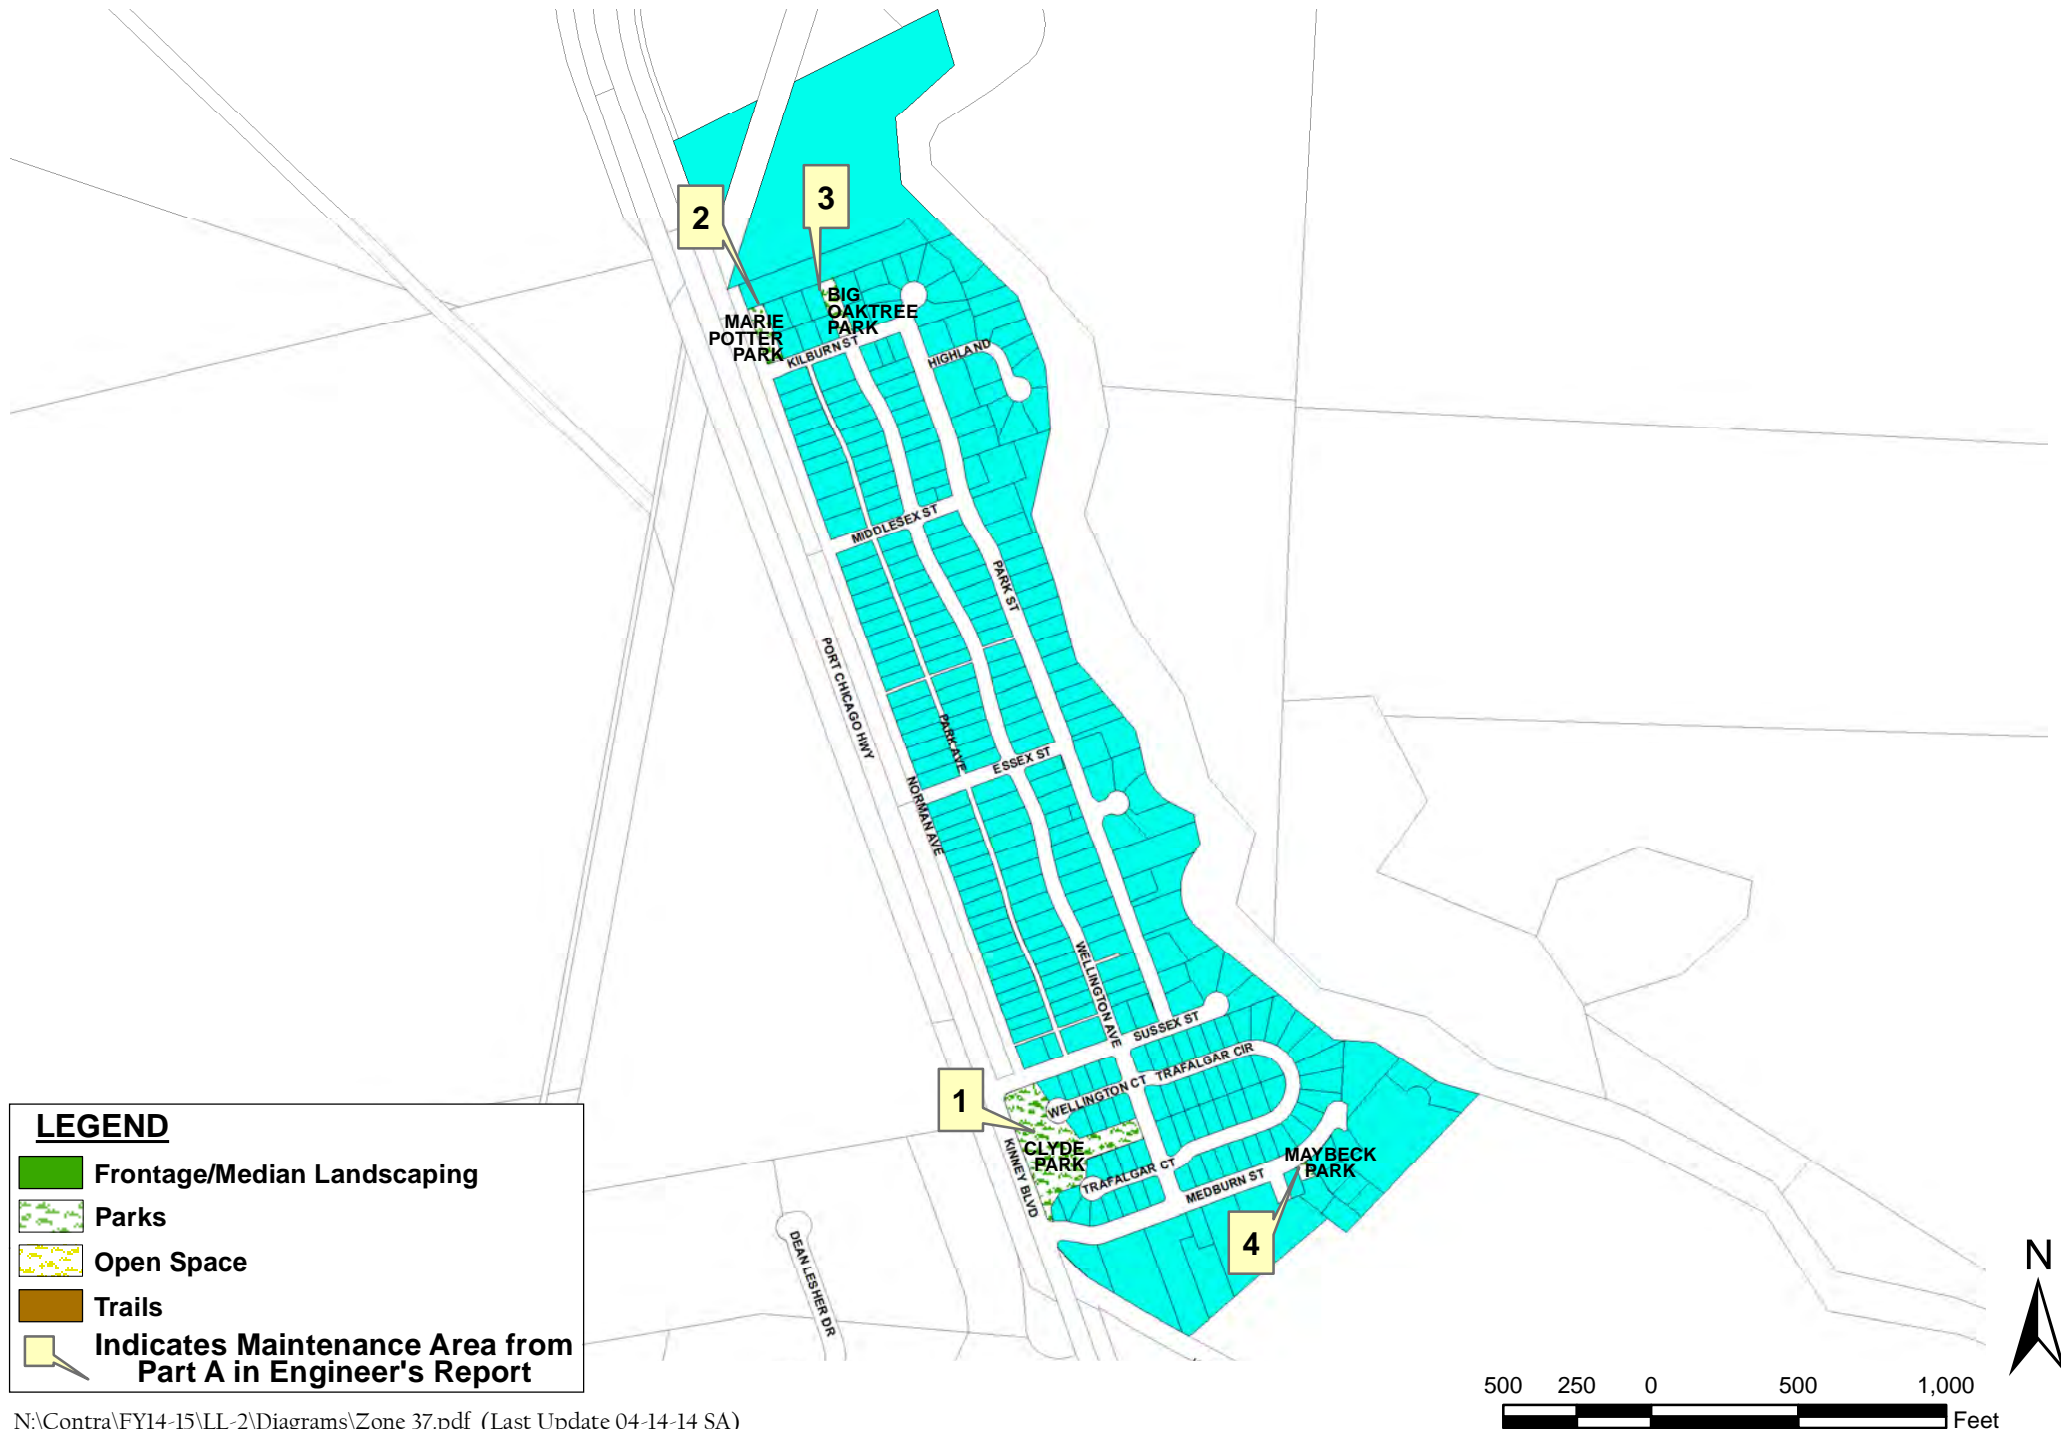 2
3
BIG
OAKTREE
PARK
MARIE
POTTER
PARK
KILBURN ST
HIGHLAND
MIDDLESEX ST
PARK ST
PORT CHICAGO HWY
PARK AVE
ESSEX ST
NORMAN AVE
WELLINGTON AVE
SUSSEX ST
TRAFALGAR CIR
WELLINGTON CT
1
CLYDE
PARK
KINNEY BLVD
TRAFALGAR CT
MEDBURN ST
MAYBECK
PARK
4
DEAN LESHER DR
LEGEND
Frontage/Median Landscaping
Parks
Open Space
Trails
Indicates Maintenance Area from
Part A in Engineer's Report
N
500 250 0 500 1,000
Feet
N:\Contra\FY14-15\LL-2\Diagrams\Zone 37.pdf (Last Update 04-14-14 SA)